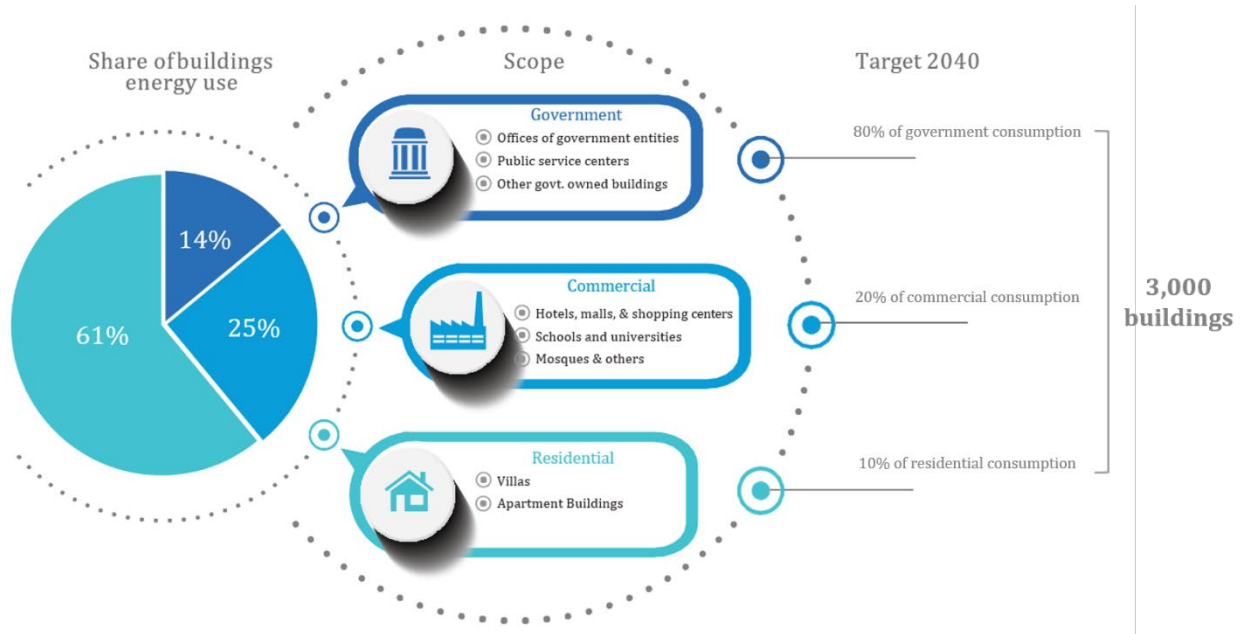 Share of buildings
energy use
Scope
Target 2040
14%
25%
61%
Government
Offices of government entities
Public service centers
Other govt. owned buildings
Commercial
Hotels, malls, & shopping centers
Schools and universities
Mosques & others
Residential
Villas
Apartment Buildings
80% of government consumption
20% of commercial consumption
10% of residential consumption
3,000
buildings